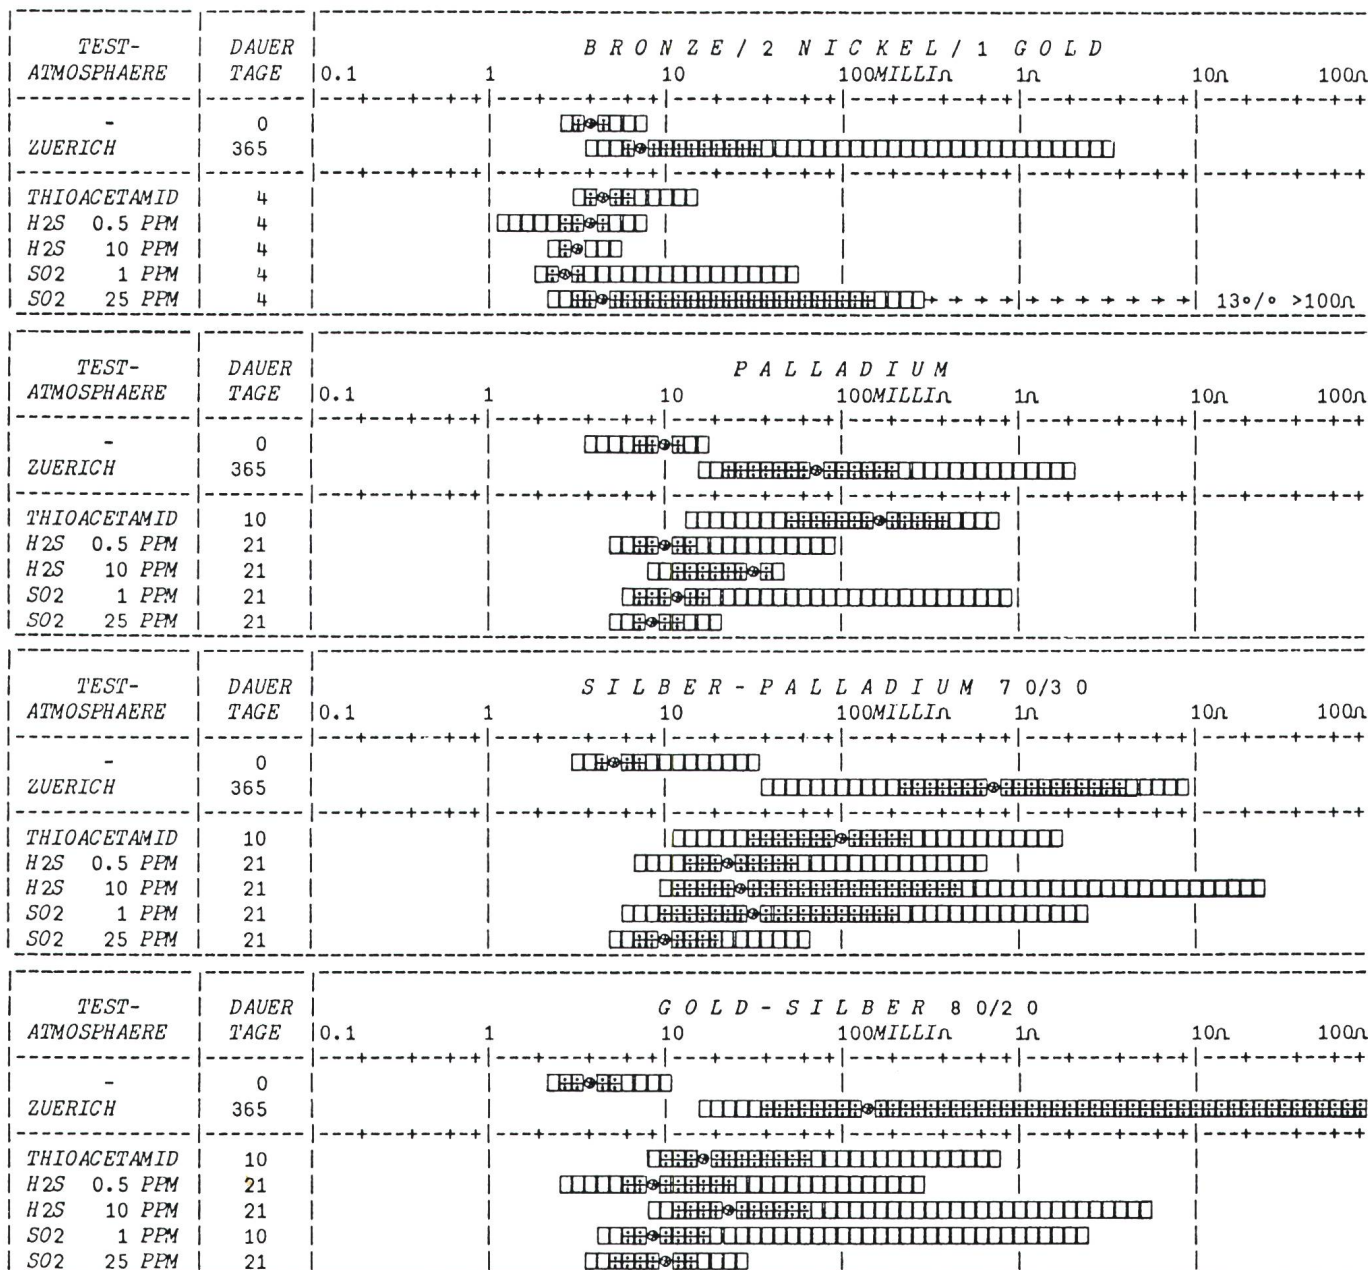 TEST- DAUER B R O N Z E / 2 N I C K E L / 1 G O L D
ATMOSPHAERE TAGE 0.1 1 10 100MILLIΩ 1Ω 10Ω 100Ω
- 0
ZUERICH 365
THIOACETAMID 4
H2S 0.5 PPM 4
H2S 10 PPM 4
SO2 1 PPM 4
SO2 25 PPM 4 13o/o >100Ω
TEST- DAUER P A L L A D I U M
ATMOSPHAERE TAGE 0.1 1 10 100MILLIΩ 1Ω 10Ω 100Ω
- 0
ZUERICH 365
THIOACETAMID 10
H2S 0.5 PPM 21
H2S 10 PPM 21
SO2 1 PPM 21
SO2 25 PPM 21
TEST- DAUER S I L B E R - P A L L A D I U M 7 0/3 0
ATMOSPHAERE TAGE 0.1 1 10 100MILLIΩ 1Ω 10Ω 100Ω
- 0
ZUERICH 365
THIOACETAMID 10
H2S 0.5 PPM 21
H2S 10 PPM 21
SO2 1 PPM 21
SO2 25 PPM 21
TEST- DAUER G O L D - S I L B E R 8 0/2 0
ATMOSPHAERE TAGE 0.1 1 10 100MILLIΩ 1Ω 10Ω 100Ω
- 0
ZUERICH 365
THIOACETAMID 10
H2S 0.5 PPM 21
H2S 10 PPM 21
SO2 1 PPM 10
SO2 25 PPM 21